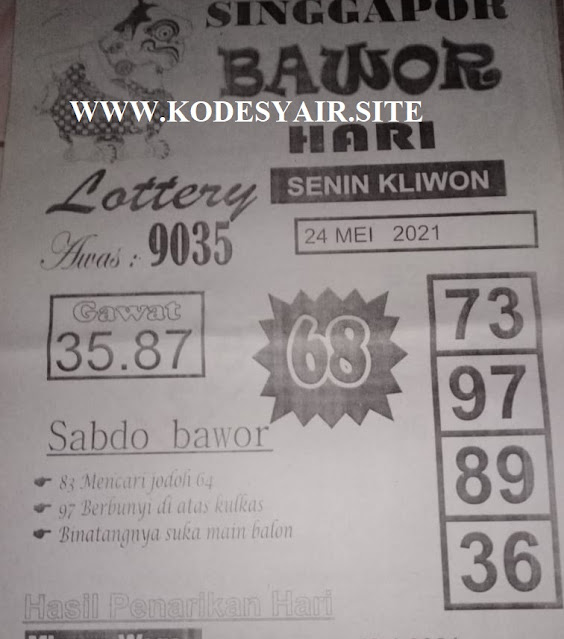 SINGGAPOR
BAWOR
WWW.KODESYAIR.SITE
HARI
Lottery
SENIN KLIWON
Awas : 9035
24 MEI 2021
Gawat
35.87
68
73
97
89
36
Sabdo bawor
83 Mencari jodoh 64
97 Berbunyi di atas kulkas
Binatangnya suka main balon
Hasil Penarikan Hari